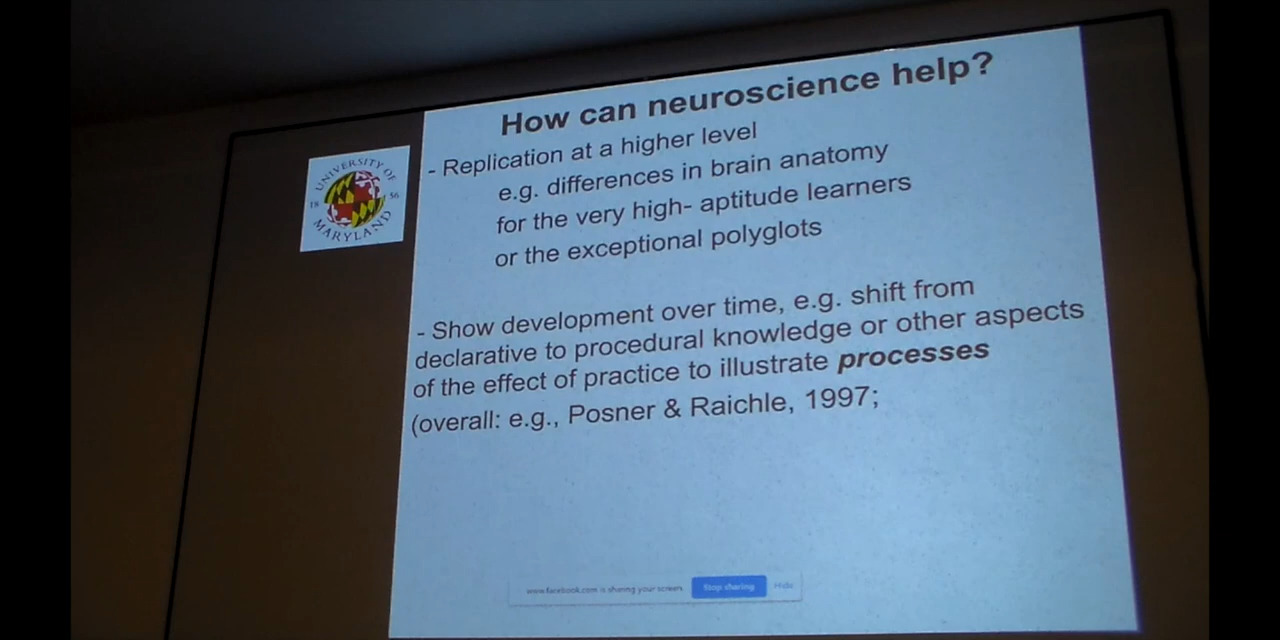 How can neuroscience help?
- Replication at a higher level
e.g. differences in brain anatomy
for the very high- aptitude learners
or the exceptional polyglots
- Show development over time, e.g. shift from
declarative to procedural knowledge or other aspects
of the effect of practice to illustrate processes
(overall: e.g., Posner & Raichle, 1997;
UNIVERSITY OF
18 56
MARYLAND
www.facebook.com is sharing your screen Stop sharing Hide